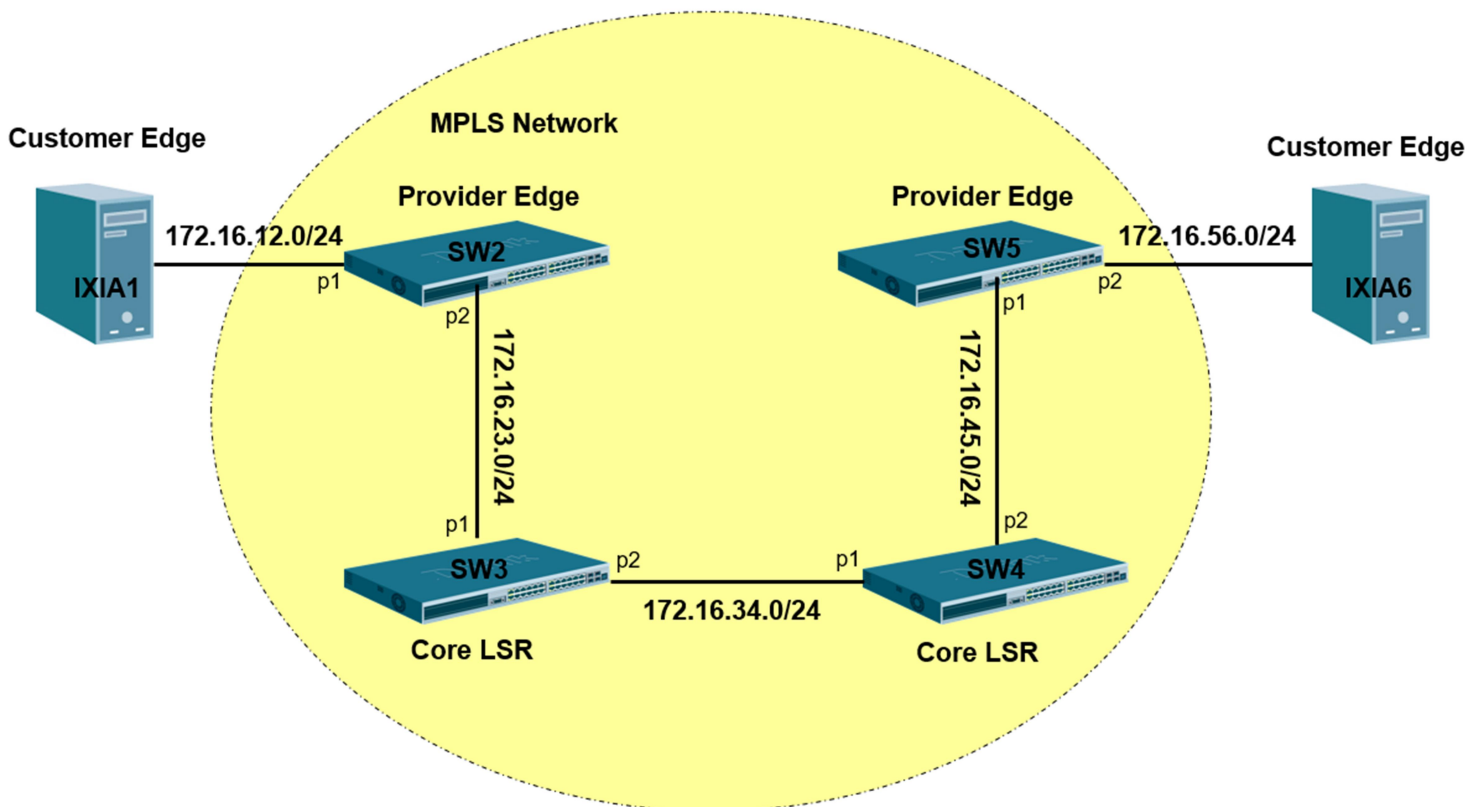 MPLS Network
Customer Edge
Customer Edge
Provider Edge
Provider Edge
172.16.12.0/24
SW2
SW5
172.16.56.0/24
IXIA1
p1
p2
p1
p2
IXIA6
172.16.23.0/24
172.16.45.0/24
p1
p2
SW3
p2
p1
SW4
172.16.34.0/24
Core LSR
Core LSR